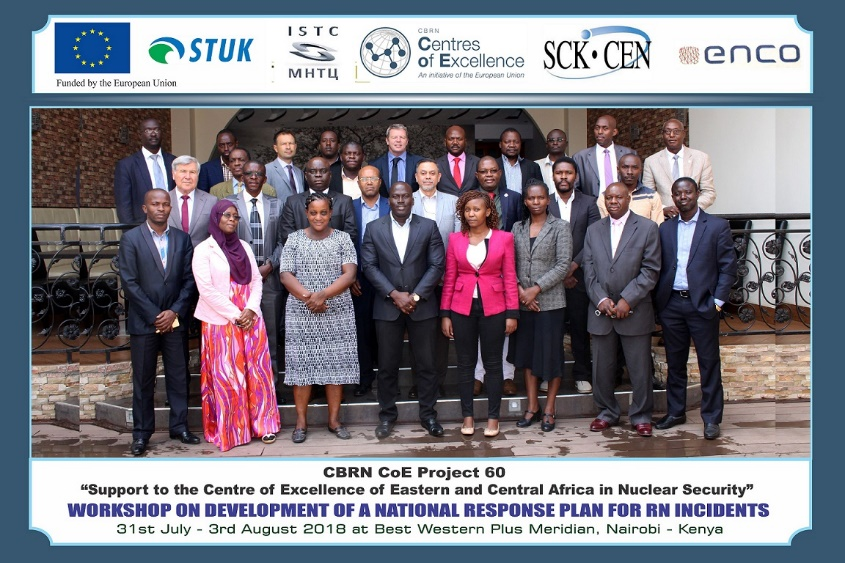 Funded by the European Union
STUK
ISTC
МНТЦ
CBRN
Centres
of Excellence
An initiative of the European Union
SCK•CEN
enco
CBRN CoE Project 60
“Support to the Centre of Excellence of Eastern and Central Africa in Nuclear Security”
WORKSHOP ON DEVELOPMENT OF A NATIONAL RESPONSE PLAN FOR RN INCIDENTS
31st July - 3rd August 2018 at Best Western Plus Meridian, Nairobi - Kenya